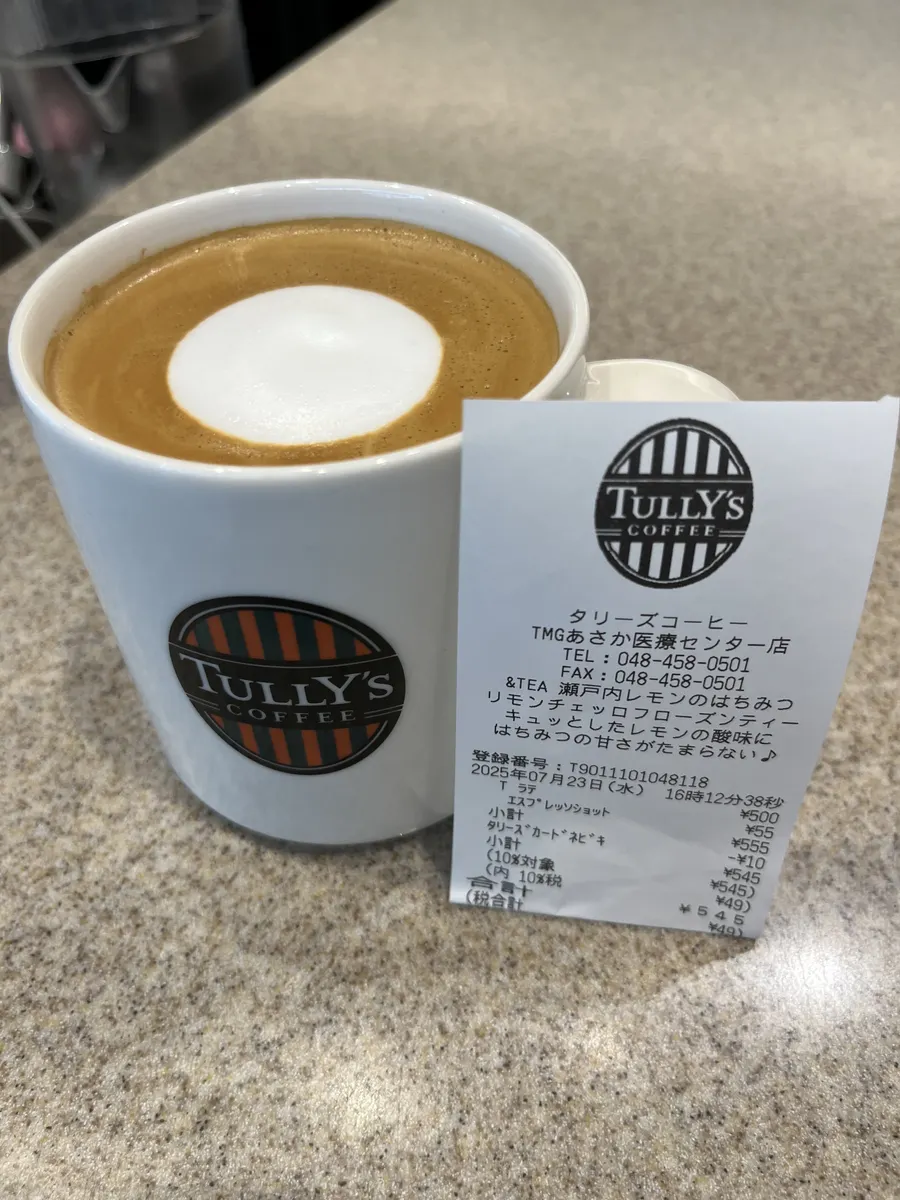 TULLY'S
COFFEE
TULLY'S
COFFEE
タリーズコーヒー
TMGあさか医療センター店
TEL : 048-458-0501
FAX : 048-458-0501
&TEA 瀬戸内レモンのはちみつ
リモンチェッロフローズンティー
キュッとしたレモンの酸味に
はちみつの甘さがたまらない♪
登録番号 : T9011101048118
2025年07月23日(水) 16時12分38秒
T ラテ ¥500
エスプレッソショット ¥55
小計 ¥555
タリーズカードネビキ -¥10
小計 ¥545
(10%対象 ¥545)
(内 10%税 ¥49)
合計 ¥545
(税合計 ¥49)